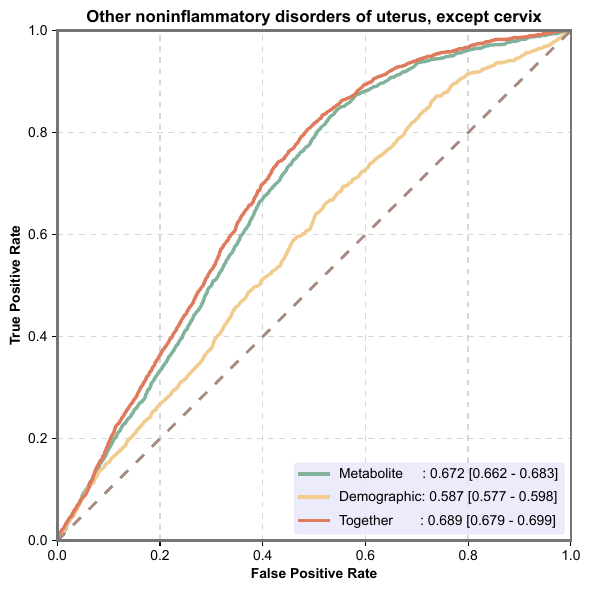 Other noninflammatory disorders of uterus, except cervix
True Positive Rate
1.0
0.8
0.6
0.4
0.2
0.0
Metabolite : 0.672 [0.662 - 0.683]
Demographic: 0.587 [0.577 - 0.598]
Together : 0.689 [0.679 - 0.699]
0.0 0.2 0.4 0.6 0.8 1.0
False Positive Rate